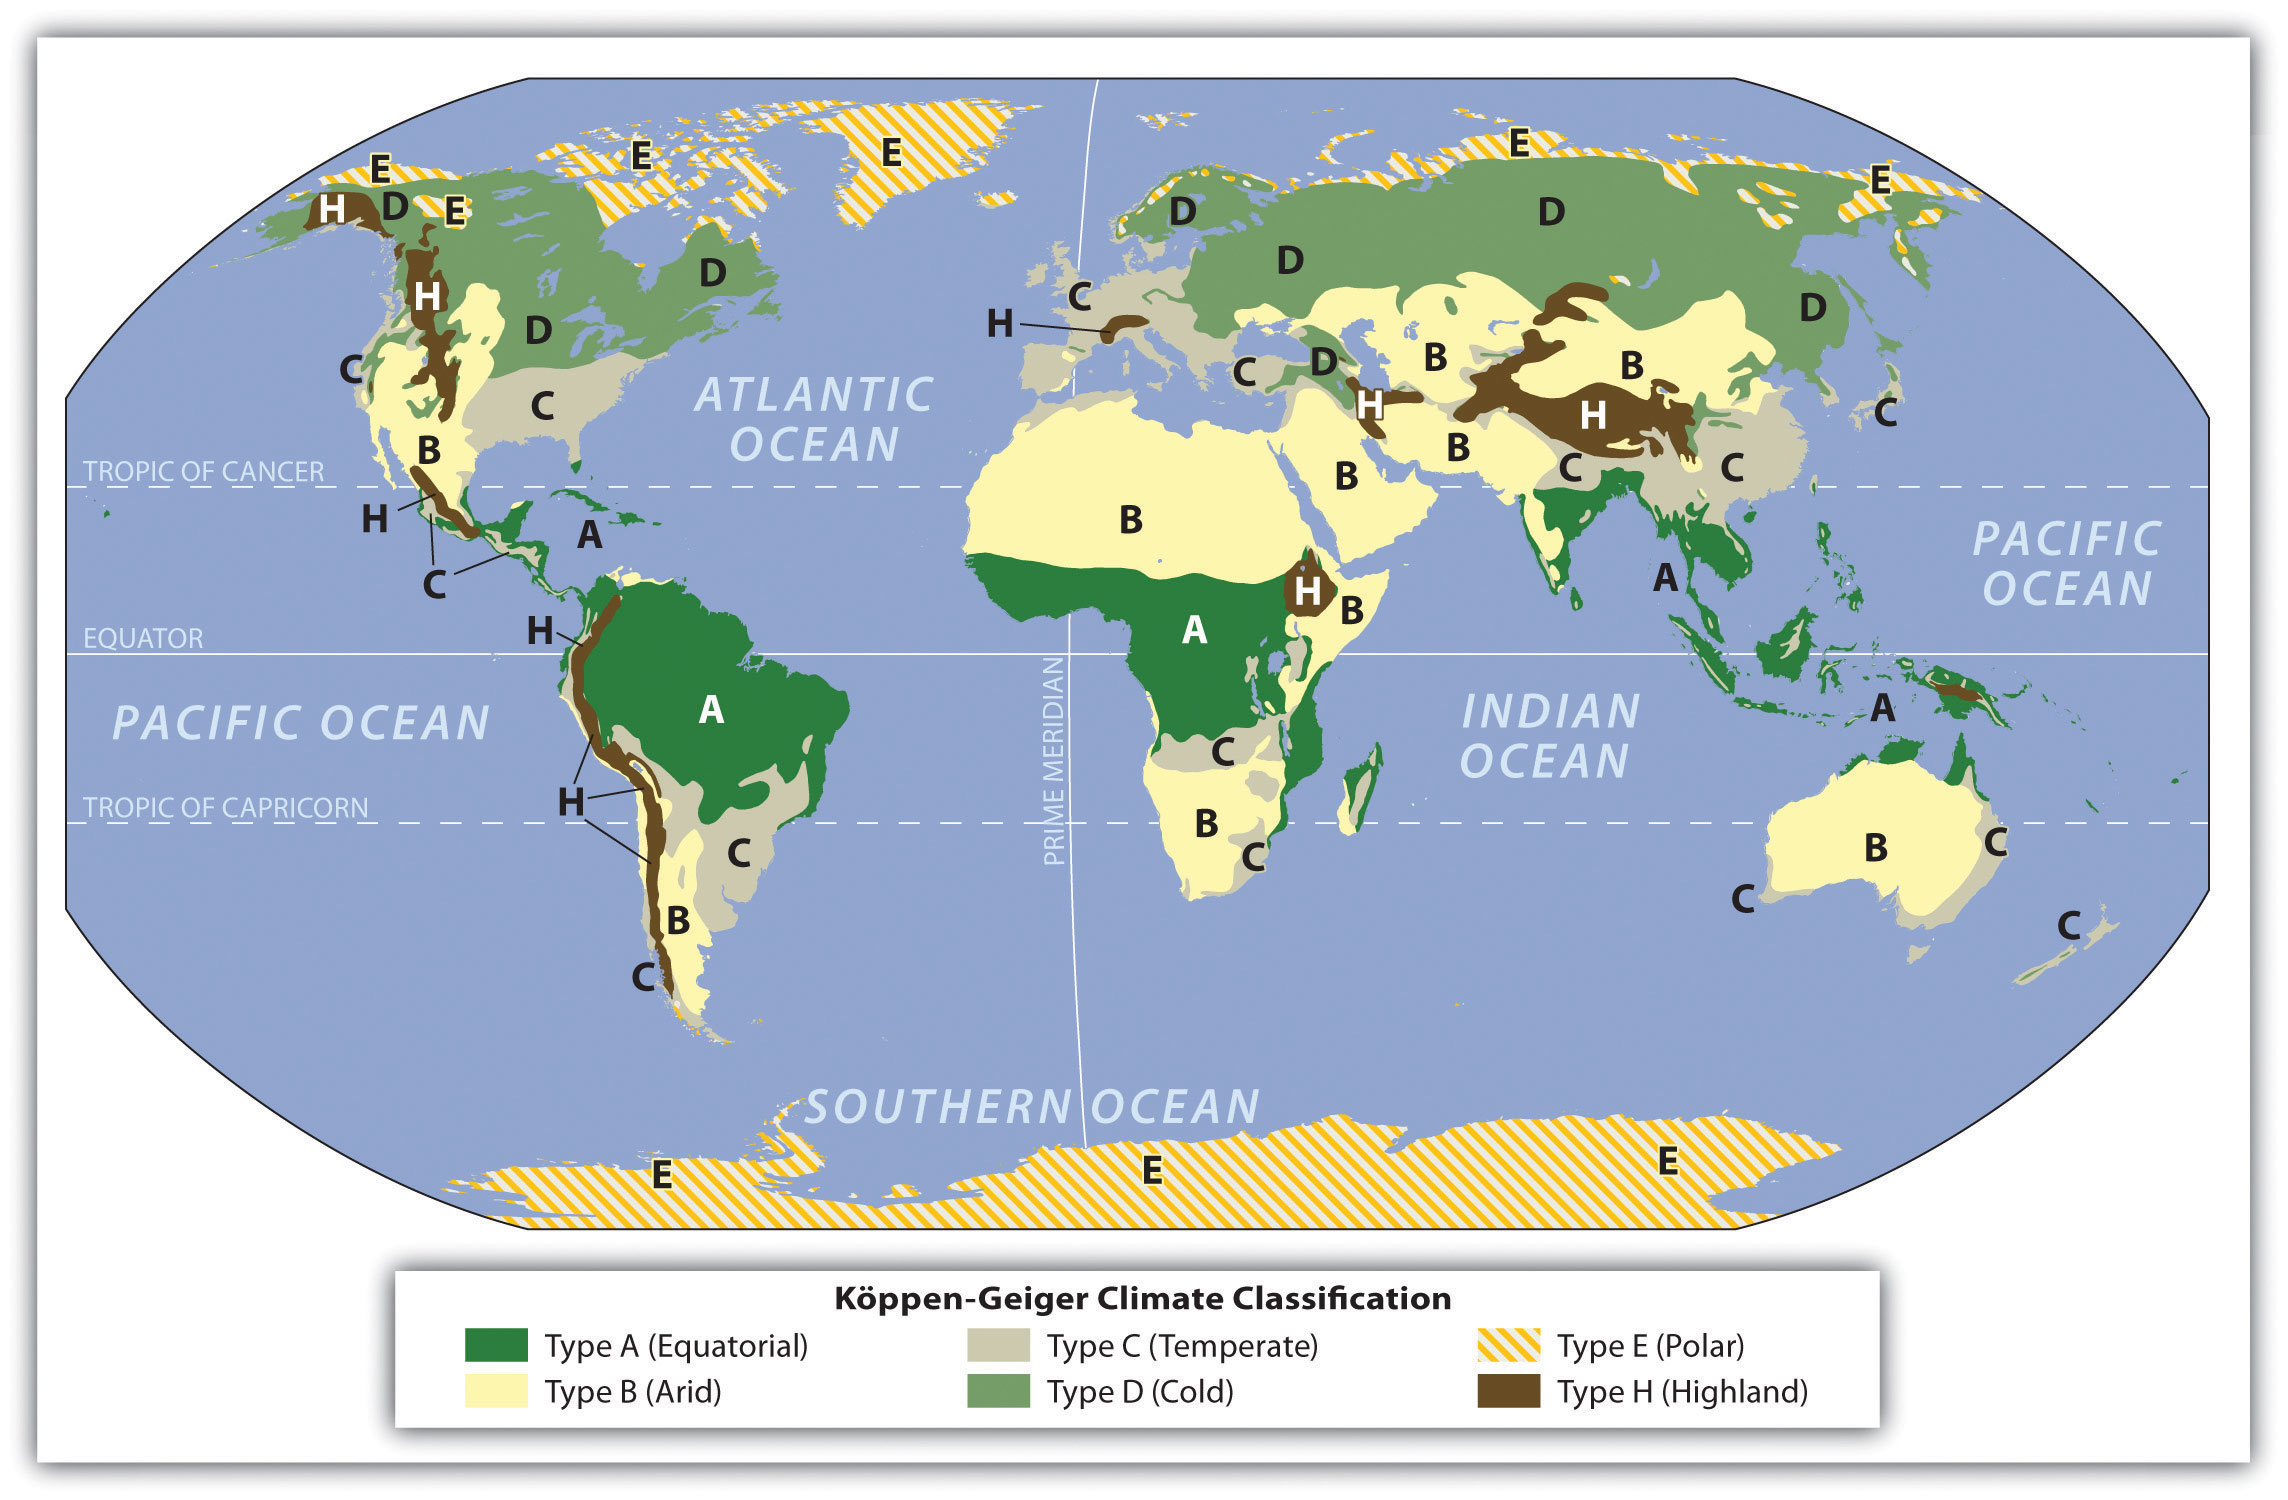 E
E
E
E
E
H
D
E
D
D
D
D
H
D
C
D
H
D
C
B
D
B
C
C
H
H
C
B
B
C
C
B
TROPIC OF CANCER
ATLANTIC
OCEAN
H
B
A
PACIFIC
OCEAN
C
A
H
B
H
A
EQUATOR
PACIFIC OCEAN
A
PRIME MERIDIAN
INDIAN
OCEAN
A
C
H
TROPIC OF CAPRICORN
B
C
C
B
C
C
B
C
C
SOUTHERN OCEAN
E
E
E
Köppen-Geiger Climate Classification
Type A (Equatorial)
Type C (Temperate)
Type E (Polar)
Type B (Arid)
Type D (Cold)
Type H (Highland)